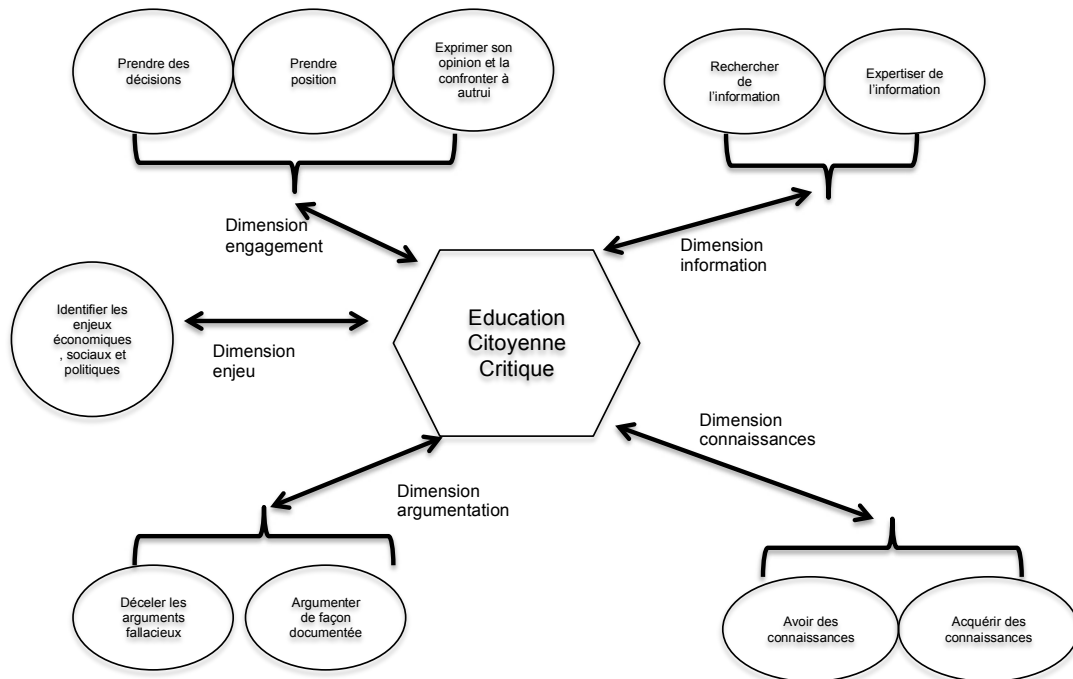 Prendre des
décisions
Prendre
position
Exprimer son
opinion et la
confronter à
autrui
Rechercher
de
l’information
Expertiser de
l’information
Dimension
engagement
Dimension
information
Identifier les
enjeux
économiques
, sociaux et
politiques
Dimension
enjeu
Education
Citoyenne
Critique
Dimension
connaissances
Dimension
argumentation
Déceler les
arguments
fallacieux
Argumenter
de façon
documentée
Avoir des
connaissances
Acquérir des
connaissances